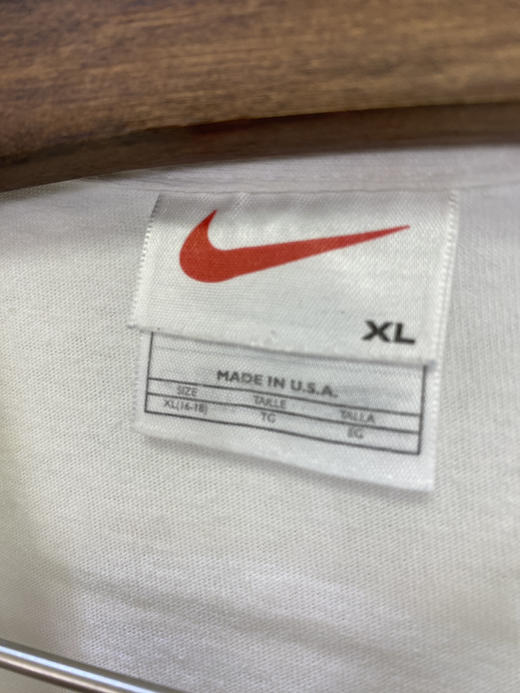 XL
MADE IN U.S.A.
SIZE TAILLE TALLA
XL(16-18) TG EG